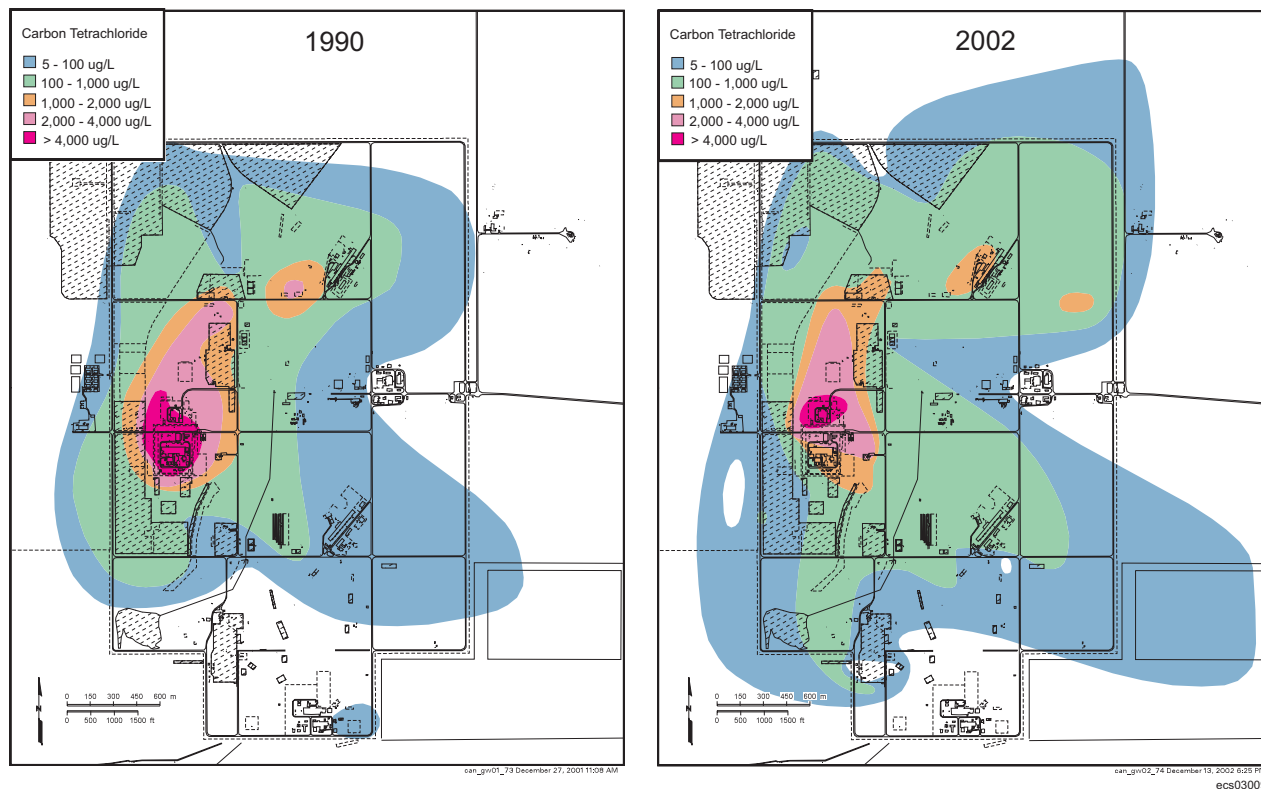 Carbon Tetrachloride
5 - 100 ug/L
100 - 1,000 ug/L
1,000 - 2,000 ug/L
2,000 - 4,000 ug/L
> 4,000 ug/L
1990
N
0 150 300 450 600 m
0 500 1000 1500 ft
can_gw01_73 December 27, 2001 11:08 AM
Carbon Tetrachloride
5 - 100 ug/L
100 - 1,000 ug/L
1,000 - 2,000 ug/L
2,000 - 4,000 ug/L
> 4,000 ug/L
2002
N
0 150 300 450 600 m
0 500 1000 1500 ft
can_gw02_74 December 13, 2002 6:25